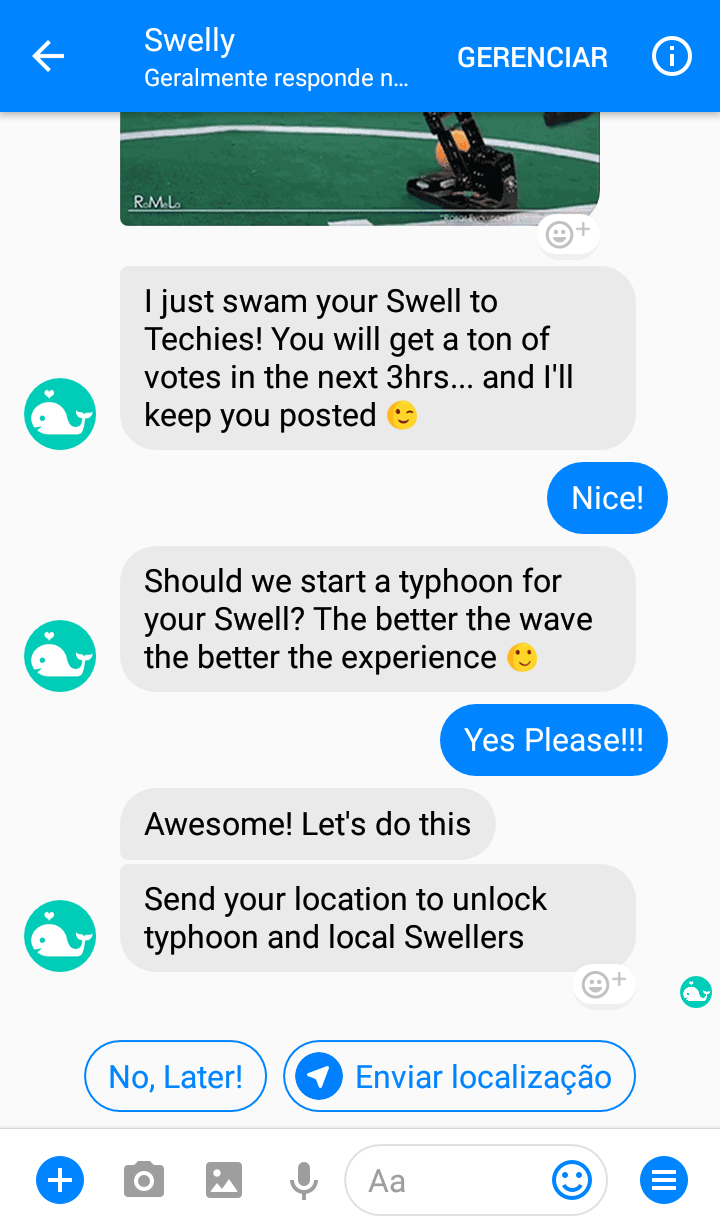 Swelly
GERENCIAR
Geralmente responde n...
RoMeLa
I just swam your Swell to
Techies! You will get a ton of
votes in the next 3hrs... and I'll
keep you posted 😉
Nice!
Should we start a typhoon for
your Swell? The better the wave
the better the experience 🙂
Yes Please!!!
Awesome! Let's do this
Send your location to unlock
typhoon and local Swellers
No, Later!
Enviar localização
Aa